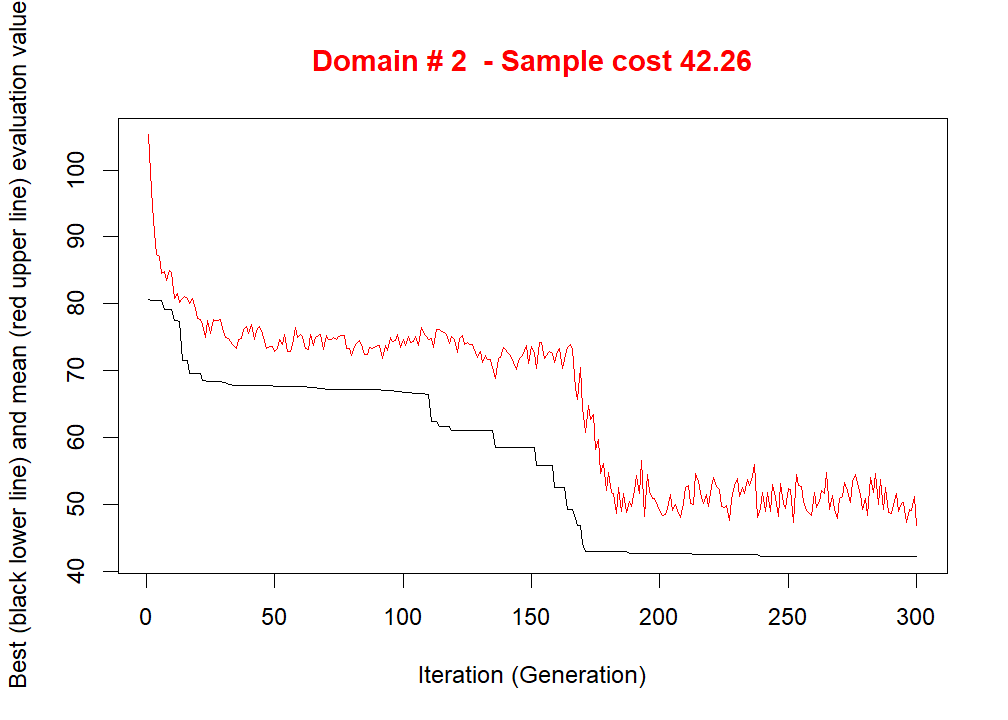 Domain # 2  - Sample cost 42.26
Best (black lower line) and mean (red upper line) evaluation value
100
90
80
70
60
50
40
0 50 100 150 200 250 300
Iteration (Generation)